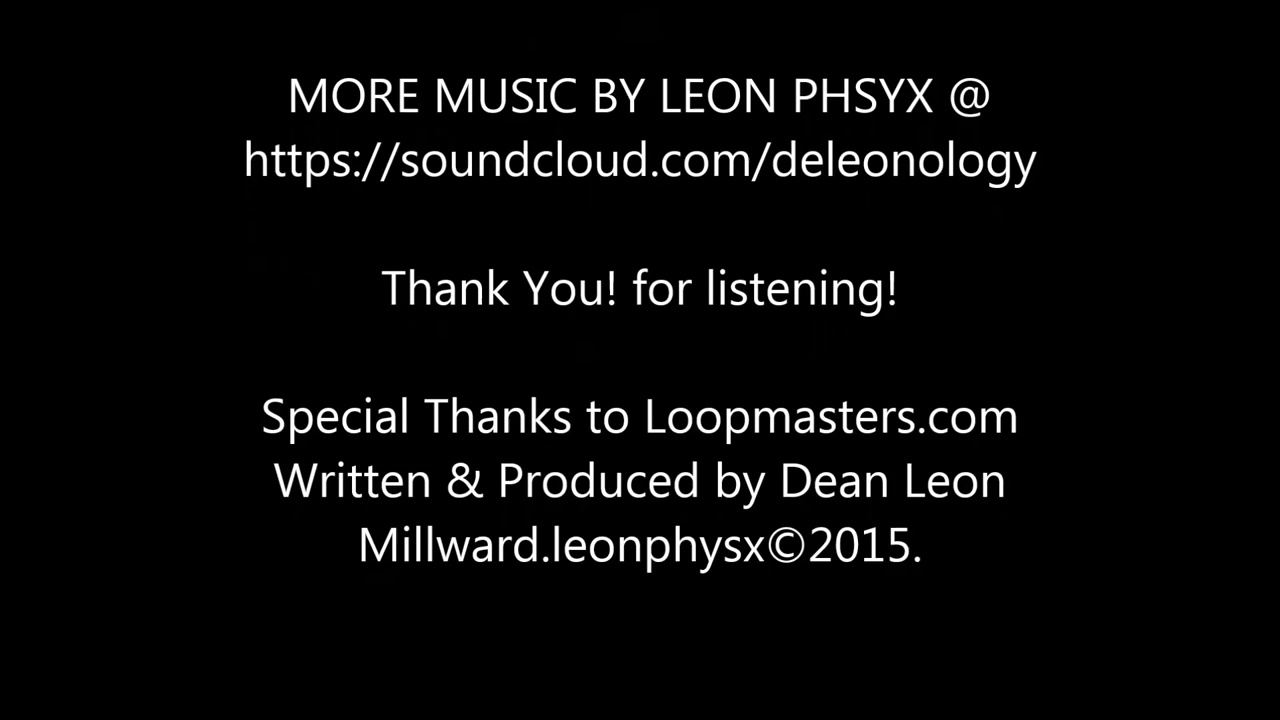 MORE MUSIC BY LEON PHSYX @
https://soundcloud.com/deleonology
Thank You! for listening!
Special Thanks to Loopmasters.com
Written & Produced by Dean Leon
Millward.leonphysx©2015.